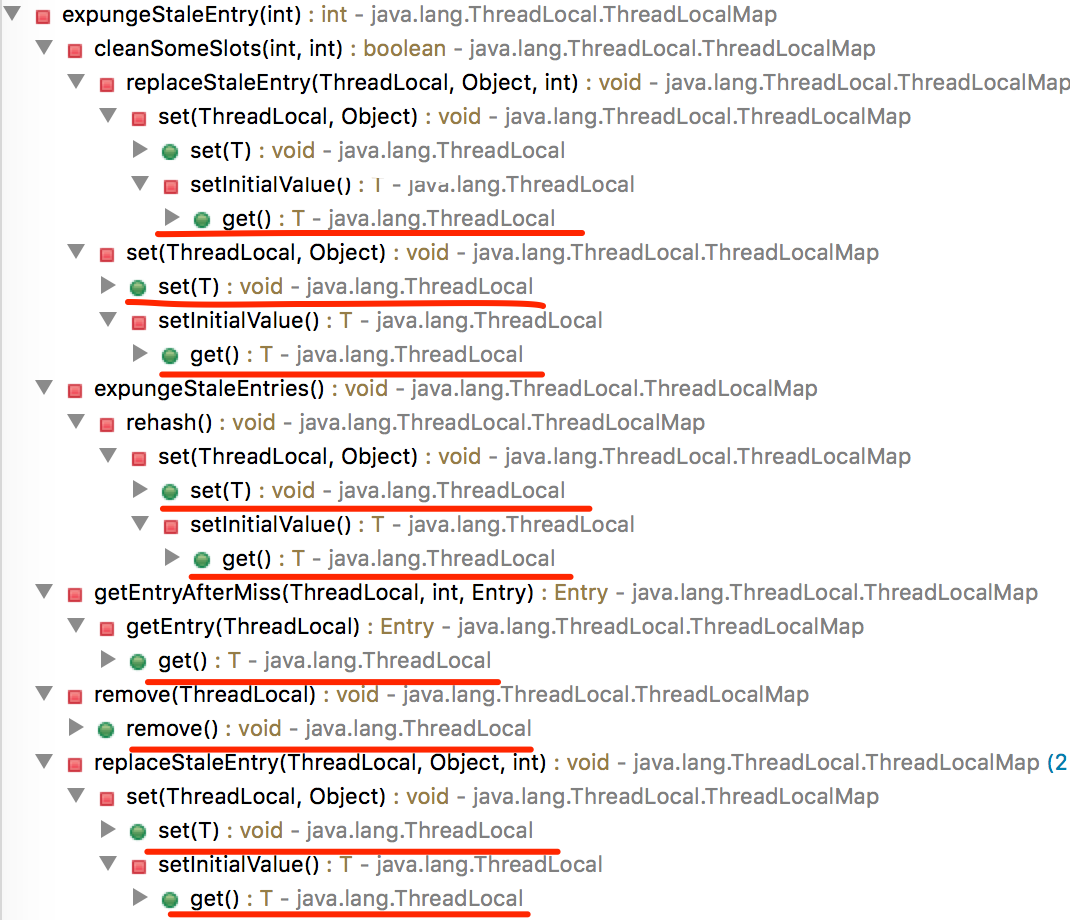 expungeStaleEntry(int) : int - java.lang.ThreadLocal.ThreadLocalMap
cleanSomeSlots(int, int) : boolean - java.lang.ThreadLocal.ThreadLocalMap
replaceStaleEntry(ThreadLocal, Object, int) : void - java.lang.ThreadLocal.ThreadLocalMap
set(ThreadLocal, Object) : void - java.lang.ThreadLocal.ThreadLocalMap
set(T) : void - java.lang.ThreadLocal
setInitialValue() : T - java.lang.ThreadLocal
get() : T - java.lang.ThreadLocal
set(ThreadLocal, Object) : void - java.lang.ThreadLocal.ThreadLocalMap
set(T) : void - java.lang.ThreadLocal
setInitialValue() : T - java.lang.ThreadLocal
get() : T - java.lang.ThreadLocal
expungeStaleEntries() : void - java.lang.ThreadLocal.ThreadLocalMap
rehash() : void - java.lang.ThreadLocal.ThreadLocalMap
set(ThreadLocal, Object) : void - java.lang.ThreadLocal.ThreadLocalMap
set(T) : void - java.lang.ThreadLocal
setInitialValue() : T - java.lang.ThreadLocal
get() : T - java.lang.ThreadLocal
getEntryAfterMiss(ThreadLocal, int, Entry) : Entry - java.lang.ThreadLocal.ThreadLocalMap
getEntry(ThreadLocal) : Entry - java.lang.ThreadLocal.ThreadLocalMap
get() : T - java.lang.ThreadLocal
remove(ThreadLocal) : void - java.lang.ThreadLocal.ThreadLocalMap
remove() : void - java.lang.ThreadLocal
replaceStaleEntry(ThreadLocal, Object, int) : void - java.lang.ThreadLocal.ThreadLocalMap (2
set(ThreadLocal, Object) : void - java.lang.ThreadLocal.ThreadLocalMap
set(T) : void - java.lang.ThreadLocal
setInitialValue() : T - java.lang.ThreadLocal
get() : T - java.lang.ThreadLocal